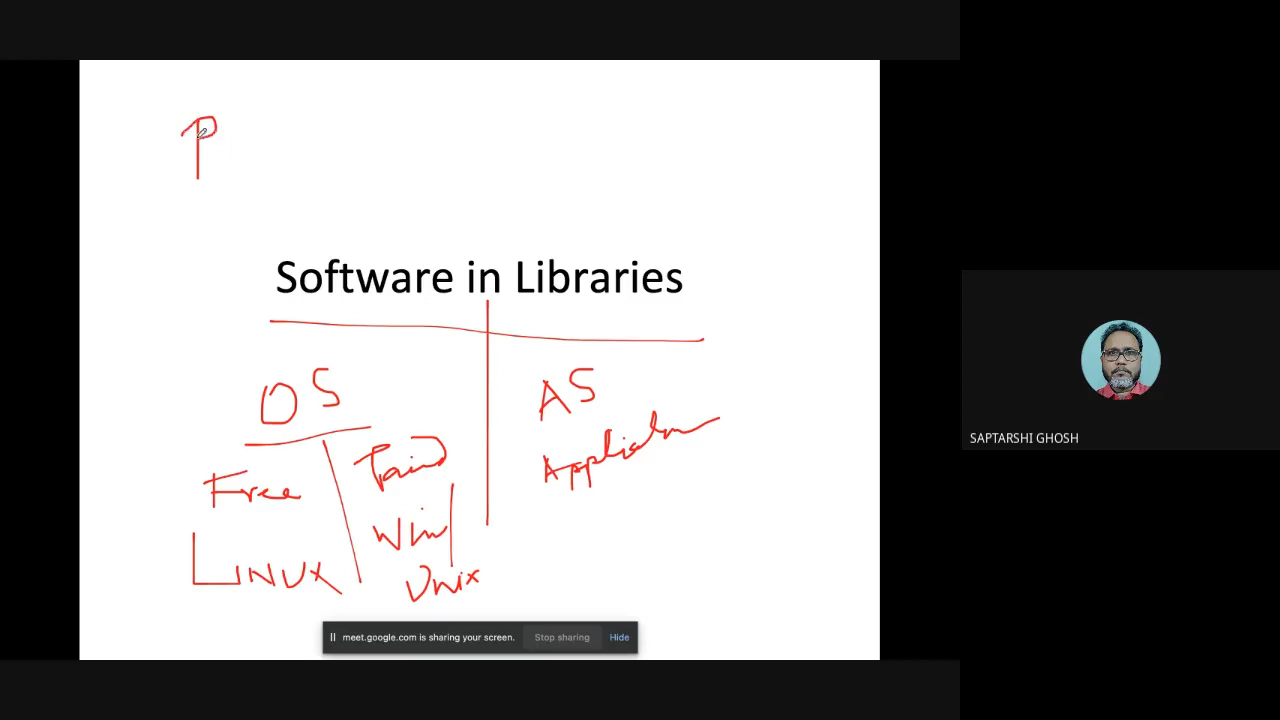 P
Software in Libraries
OS
AS
Free
Paid
Application
LINUX
Win
Unix
meet.google.com is sharing your screen. Stop sharing Hide
SAPTARSHI GHOSH